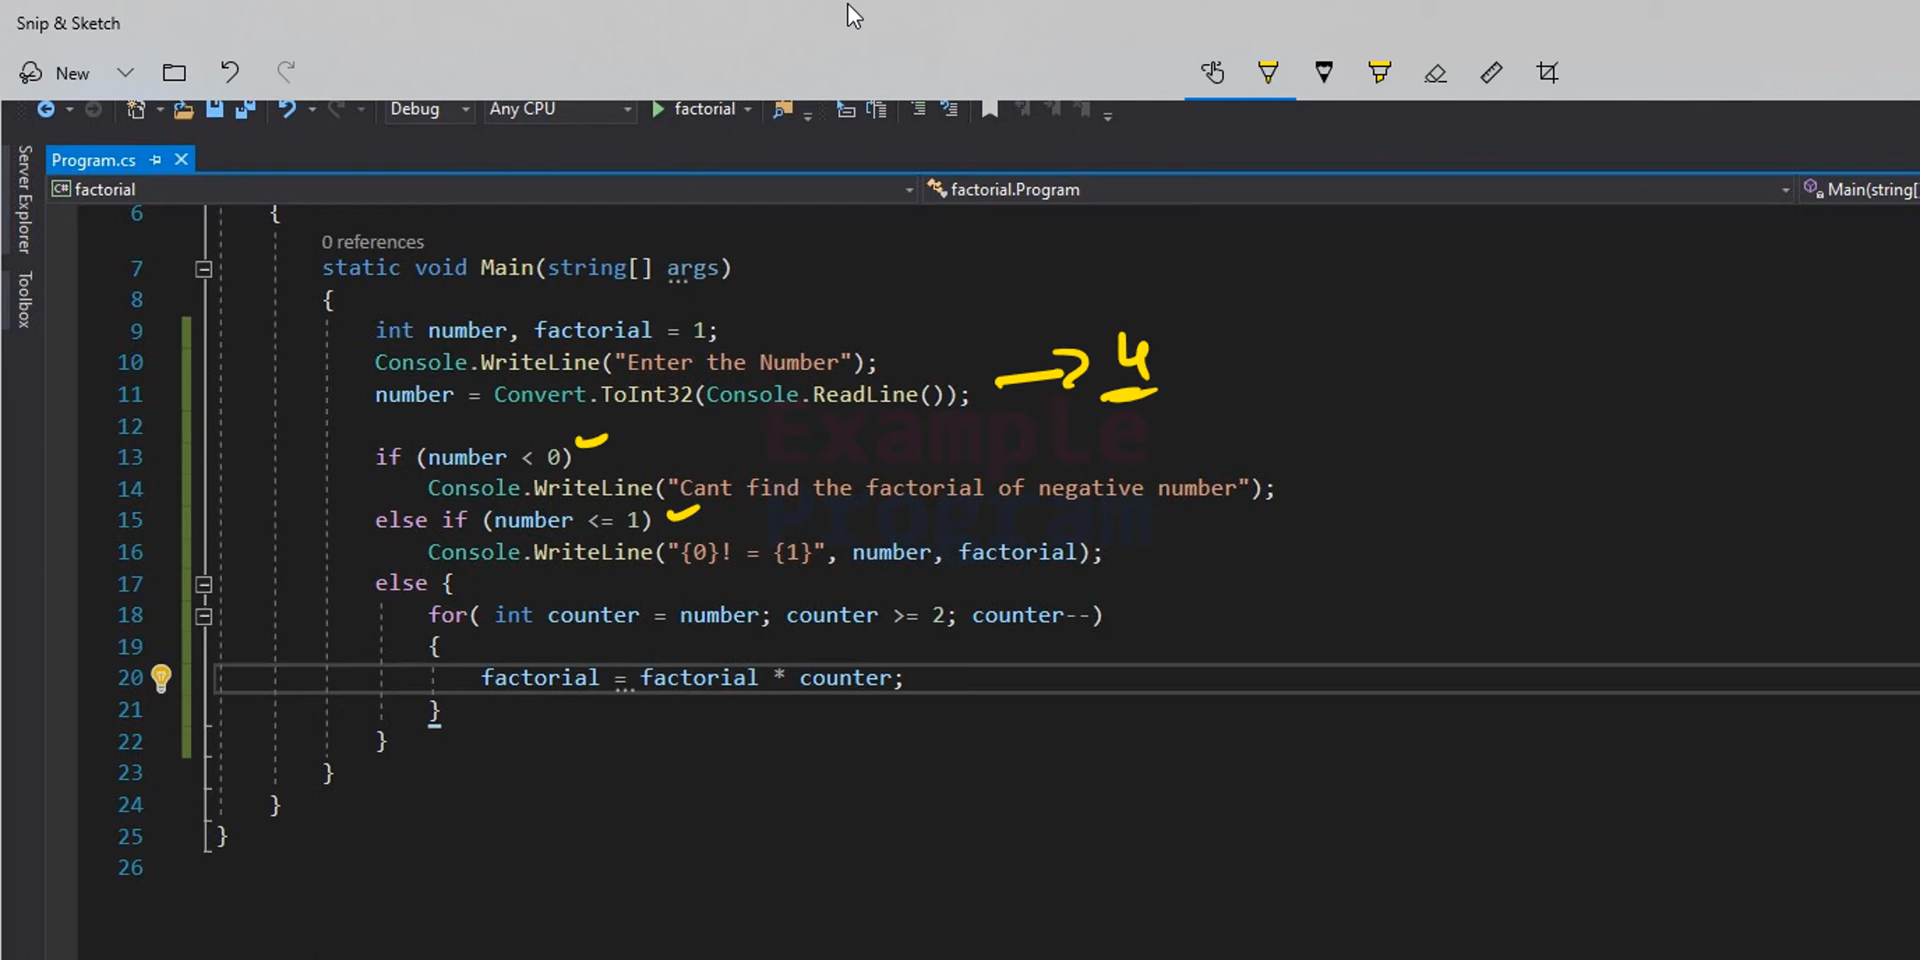 Snip & Sketch
New
Debug Any CPU factorial
Server Explorer
Toolbox
Program.cs
C# factorial factorial.Program Main(string[]
6 {
0 references
7 static void Main(string[] args)
8 {
9 int number, factorial = 1;
10 Console.WriteLine("Enter the Number");
11 number = Convert.ToInt32(Console.ReadLine());
4
12
13 if (number < 0)
14 Console.WriteLine("Cant find the factorial of negative number");
15 else if (number <= 1)
16 Console.WriteLine("{0}! = {1}", number, factorial);
17 else {
18 for( int counter = number; counter >= 2; counter--)
19 {
20 factorial = factorial * counter;
21 }
22 }
23 }
24 }
25 }
26
Example
Program